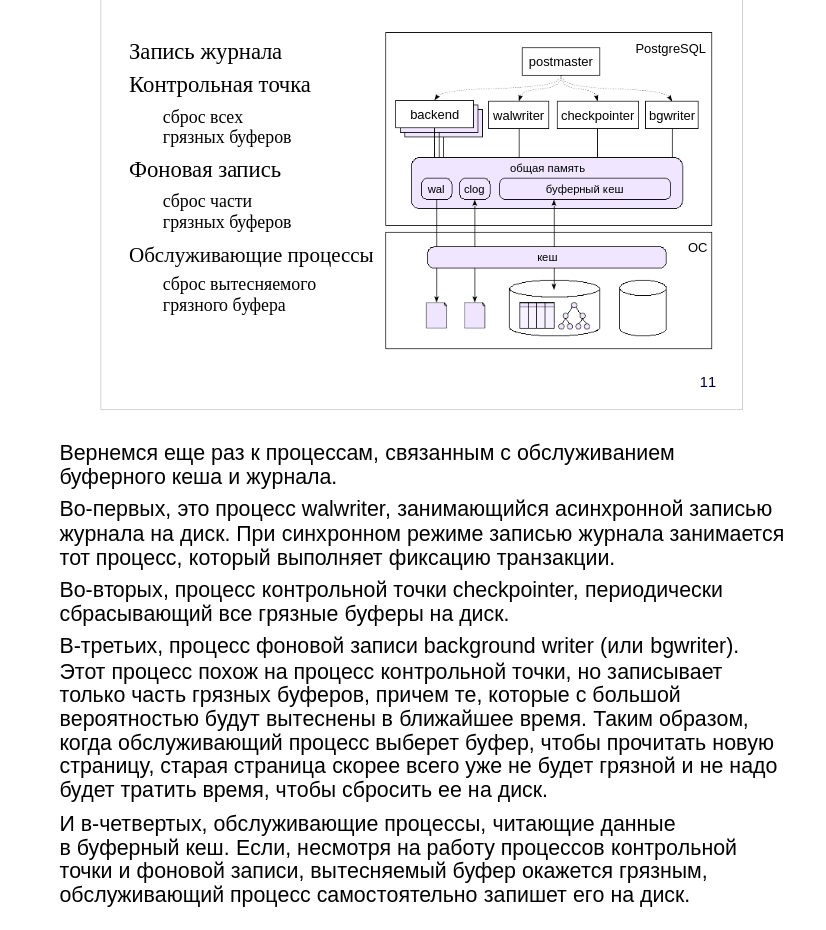 Запись журнала
Контрольная точка
сброс всех
грязных буферов
Фоновая запись
сброс части
грязных буферов
Обслуживающие процессы
сброс вытесняемого
грязного буфера
PostgreSQL
postmaster
backend
walwriter
checkpointer
bgwriter
общая память
wal
clog
буферный кеш
ОС
кеш
11
Вернемся еще раз к процессам, связанным с обслуживанием
буферного кеша и журнала.
Во-первых, это процесс walwriter, занимающийся асинхронной записью
журнала на диск. При синхронном режиме записью журнала занимается
тот процесс, который выполняет фиксацию транзакции.
Во-вторых, процесс контрольной точки checkpointer, периодически
сбрасывающий все грязные буферы на диск.
В-третьих, процесс фоновой записи background writer (или bgwriter).
Этот процесс похож на процесс контрольной точки, но записывает
только часть грязных буферов, причем те, которые с большой
вероятностью будут вытеснены в ближайшее время. Таким образом,
когда обслуживающий процесс выберет буфер, чтобы прочитать новую
страницу, старая страница скорее всего уже не будет грязной и не надо
будет тратить время, чтобы сбросить ее на диск.
И в-четвертых, обслуживающие процессы, читающие данные
в буферный кеш. Если, несмотря на работу процессов контрольной
точки и фоновой записи, вытесняемый буфер окажется грязным,
обслуживающий процесс самостоятельно запишет его на диск.